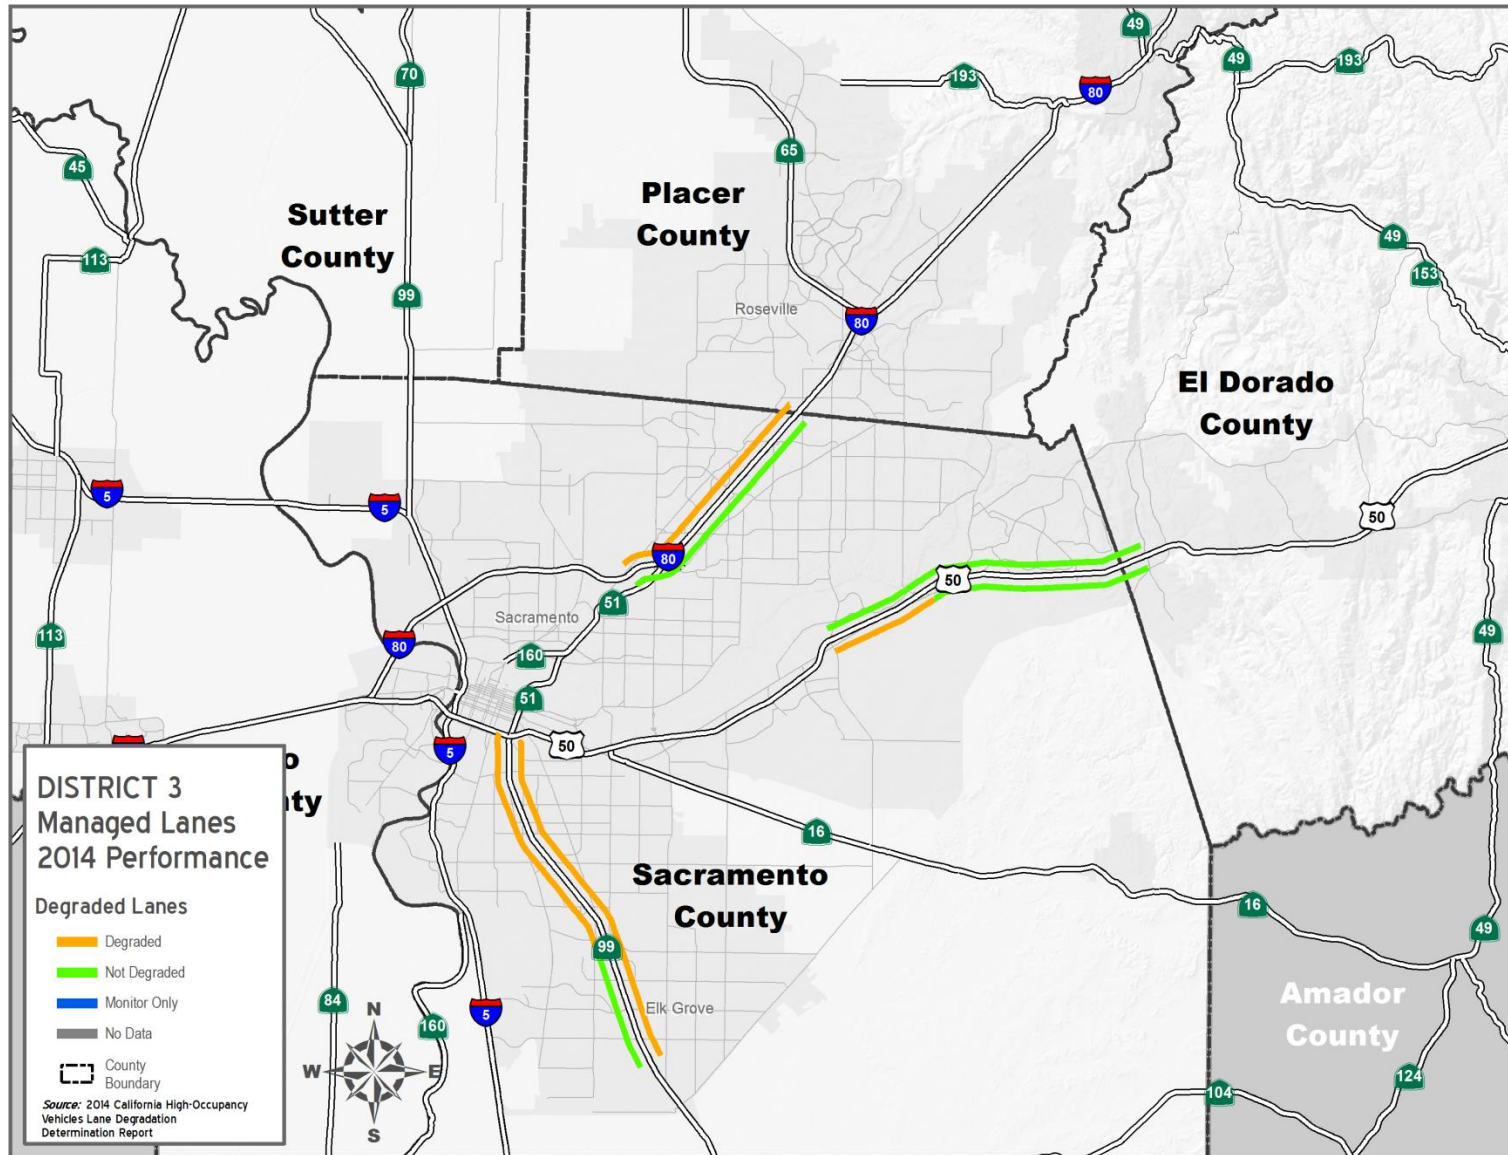 49
49
193
70
193
80
65
45
Placer
County
Sutter
County
49
113
153
99
Roseville
80
El Dorado
County
5
5
50
80
50
51
Sacramento
113
49
80
160
51
50
5
16
Sacramento
County
16
49
99
84
5
160
Elk Grove
Amador
County
124
104
o
ty
DISTRICT 3
Managed Lanes
2014 Performance
Degraded Lanes
Degraded
Not Degraded
Monitor Only
No Data
County
Boundary
Source: 2014 California High-Occupancy
Vehicles Lane Degradation
Determination Report
N
W
E
S